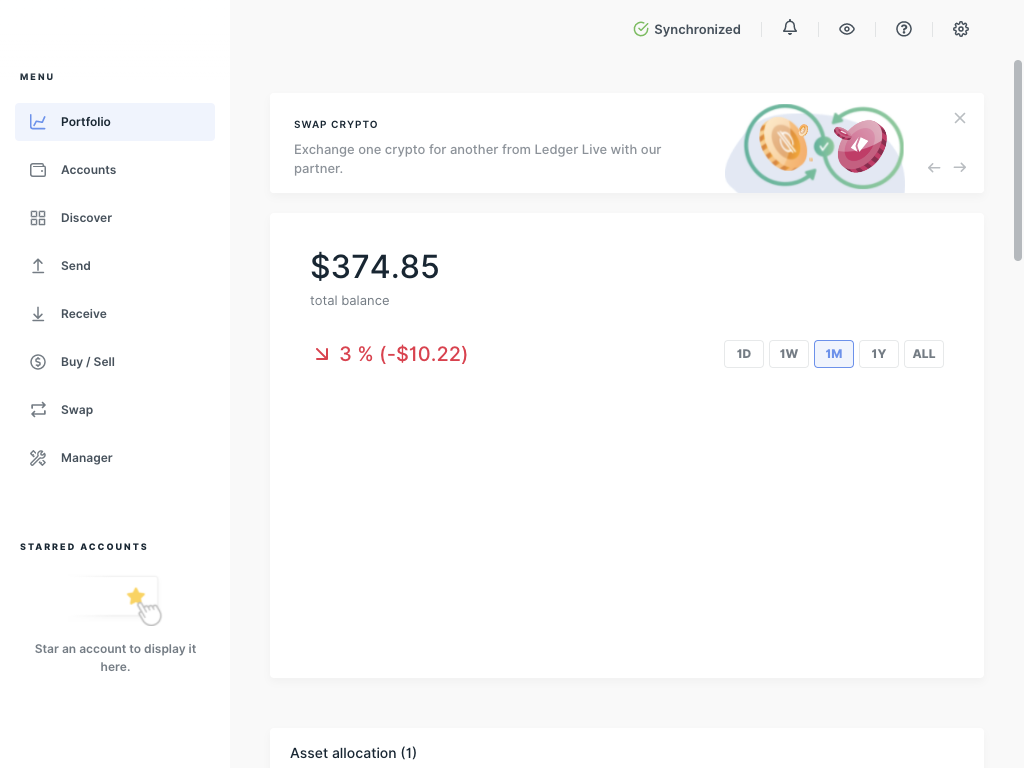 Synchronized
MENU
Portfolio
Accounts
Discover
Send
Receive
Buy / Sell
Swap
Manager
STARRED ACCOUNTS
Star an account to display it
here.
SWAP CRYPTO
Exchange one crypto for another from Ledger Live with our
partner.
$374.85
total balance
3 % (-$10.22)
1D 1W 1M 1Y ALL
Asset allocation (1)